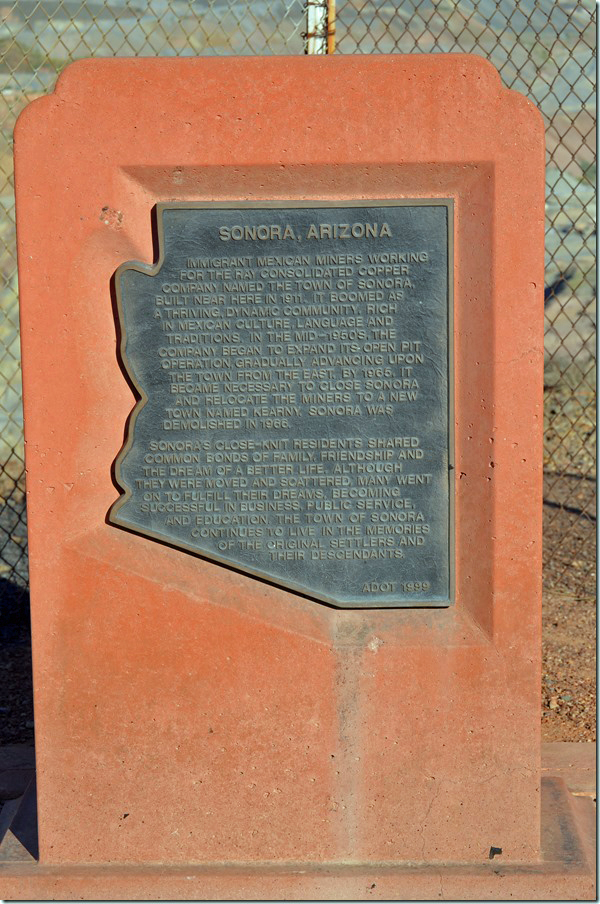 SONORA, ARIZONA
IMMIGRANT MEXICAN MINERS WORKING
FOR THE RAY CONSOLIDATED COPPER
COMPANY NAMED THE TOWN OF SONORA,
BUILT NEAR HERE IN 1911. IT BOOMED AS
A THRIVING, DYNAMIC COMMUNITY, RICH
IN MEXICAN CULTURE, LANGUAGE AND
TRADITIONS. IN THE MID-1950'S, THE
COMPANY BEGAN TO EXPAND ITS OPEN PIT
OPERATION, GRADUALLY ADVANCING UPON
THE TOWN FROM THE EAST. BY 1965, IT
BECAME NECESSARY TO CLOSE SONORA
AND RELOCATE THE MINERS TO A NEW
TOWN NAMED KEARNY. SONORA WAS
DEMOLISHED IN 1966.
SONORA'S CLOSE-KNIT RESIDENTS SHARED
COMMON BONDS OF FAMILY, FRIENDSHIP AND
THE DREAM OF A BETTER LIFE. ALTHOUGH
THEY WERE MOVED AND SCATTERED, MANY WENT
ON TO FULFILL THEIR DREAMS, BECOMING
SUCCESSFUL IN BUSINESS, PUBLIC SERVICE,
AND EDUCATION. THE TOWN OF SONORA
CONTINUES TO LIVE IN THE MEMORIES
OF THE ORIGINAL SETTLERS AND
THEIR DESCENDANTS.
ADOT 1999